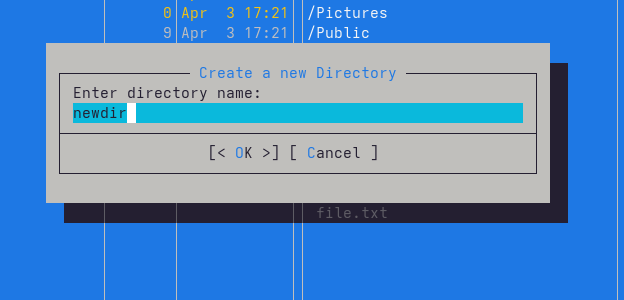 0 Apr  3 17:21 /Pictures
9 Apr  3 17:21 /Public
Create a new Directory
Enter directory name:
newdir
[< OK >] [ Cancel ]
file.txt